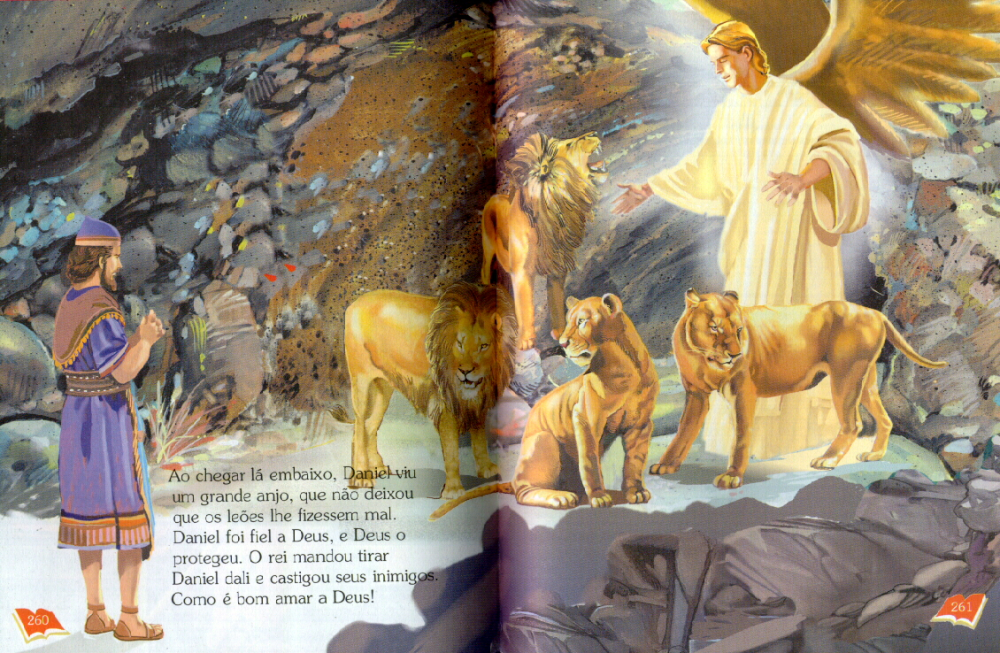 Ao chegar lá embaixo, Daniel viu
um grande anjo, que não deixou
que os leões lhe fizessem mal.
Daniel foi fiel a Deus, e Deus o
protegeu. O rei mandou tirar
Daniel dali e castigou seus inimigos.
Como é bom amar a Deus!
260
261